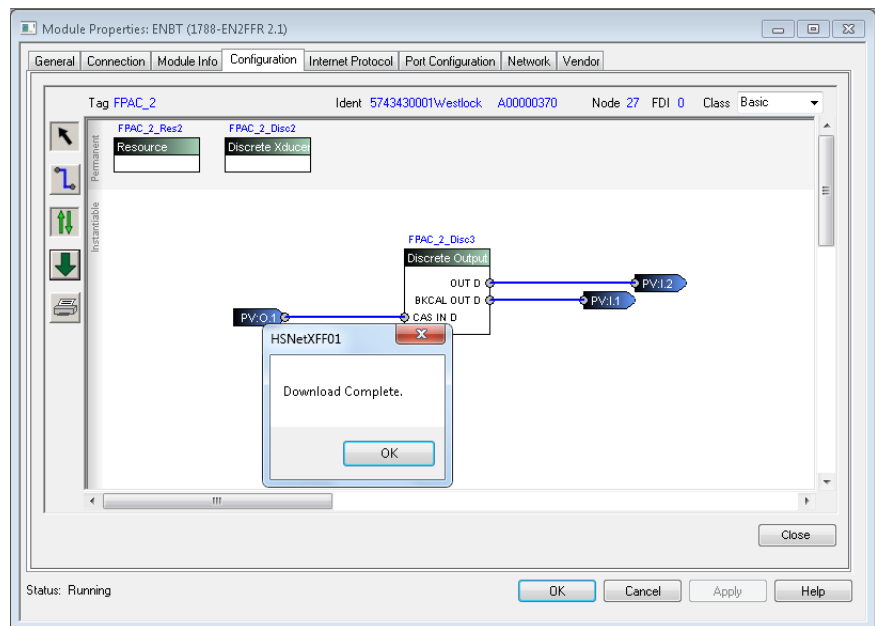 Module Properties: ENBT (1788-EN2FFR 2.1)
General Connection Module Info Configuration Internet Protocol Port Configuration Network Vendor
Tag FPAC_2 Ident 5743430001Westlock A00000370 Node 27 FDI 0 Class Basic
Permanent
FPAC_2_Res2 FPAC_2_Disc2
Resource Discrete Xducer
Instantiable
FPAC_2_Disc3
Discrete Output
OUT D PV:I.2
BKCAL OUT D PV:I.1
PV:O.1 CAS IN D
HSNetXFF01
Download Complete.
OK
Close
Status: Running OK Cancel Apply Help